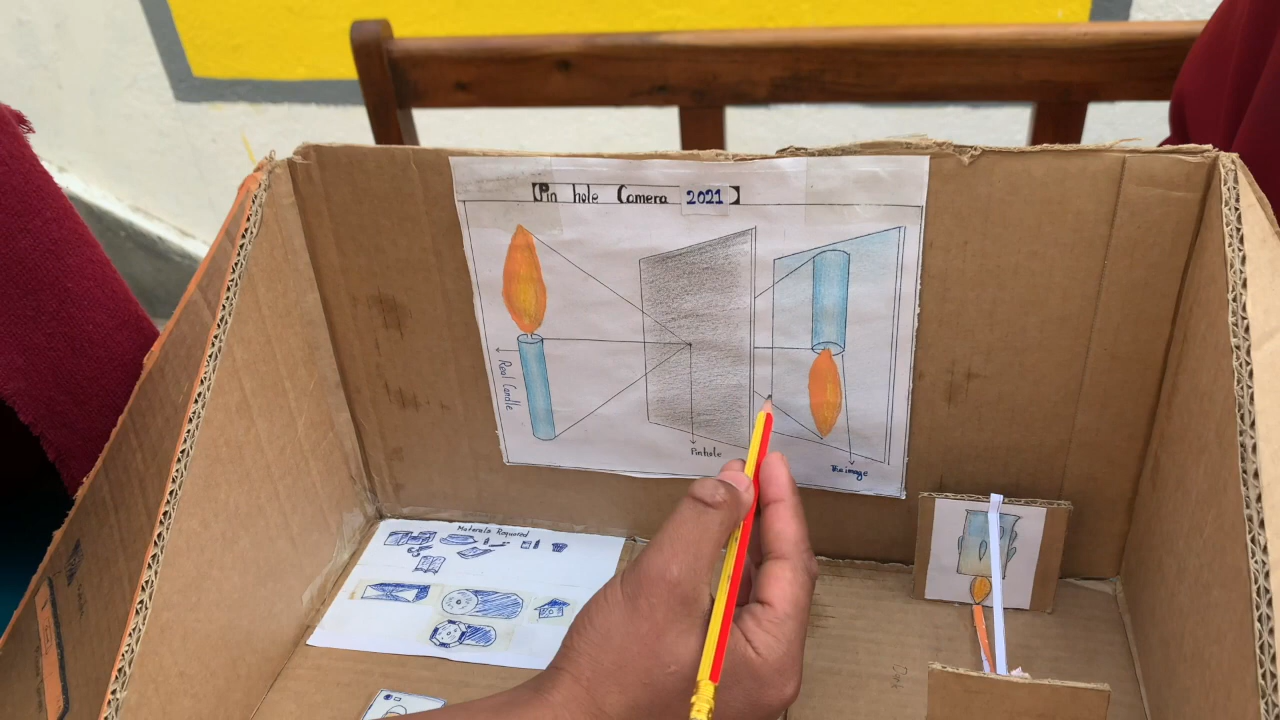 【Pin hole Camera 2021】
Real Candle
Pinhole
The image
Materials Required